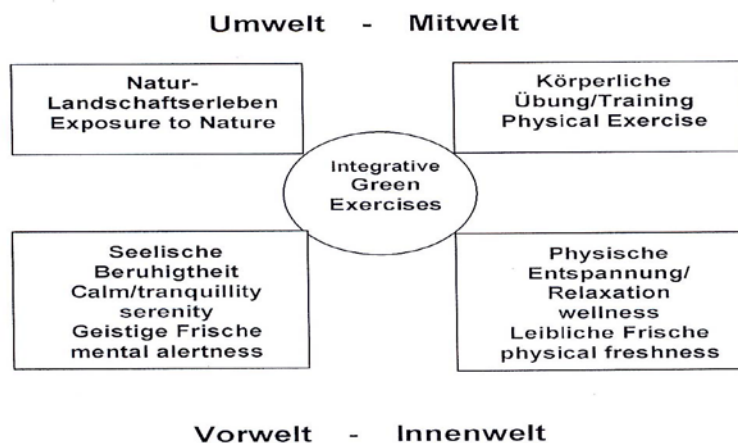 Umwelt - Mitwelt
Natur-
Landschaftserleben
Exposure to Nature
Körperliche
Übung/Training
Physical Exercise
Integrative
Green
Exercises
Seelische
Beruhigtheit
Calm/tranquillity
serenity
Geistige Frische
mental alertness
Physische
Entspannung/
Relaxation
wellness
Leibliche Frische
physical freshness
Vorwelt - Innenwelt